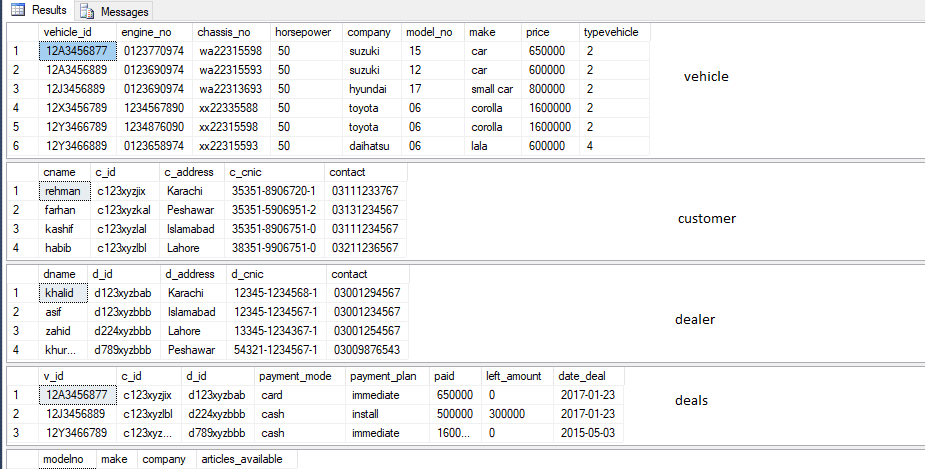 Results Messages
vehicle_id engine_no chassis_no horsepower company model_no make price typevehicle
1 12A3456877 0123770974 wa22315598 50 suzuki 15 car 650000 2
2 12A3456889 0123690974 wa22315593 50 suzuki 12 car 600000 2
3 12J3456889 0123690974 wa22313693 50 hyundai 17 small car 800000 2
4 12X3456789 1234567890 xx22335588 50 toyota 06 corolla 1600000 2
5 12Y3466789 1234876090 xx22315598 50 toyota 06 corolla 1600000 2
6 12Y3466889 0123658974 xx22315593 50 daihatsu 06 lala 600000 4
vehicle
cname c_id c_address c_cnic contact
1 rehman c123xyzjix Karachi 35351-8906720-1 03111233767
2 farhan c123xyzkal Peshawar 35351-5906951-2 03131234567
3 kashif c123xyzlal Islamabad 35351-8906751-0 03111234567
4 habib c123xyzlbl Lahore 38351-9906751-0 03211236567
customer
dname d_id d_address d_cnic contact
1 khalid d123xyzbab Karachi 12345-1234568-1 03001294567
2 asif d123xyzbbb Islamabad 12345-1234567-1 03001234567
3 zahid d224xyzbbb Lahore 13345-1234367-1 03001254567
4 khur... d789xyzbbb Peshawar 54321-1234567-1 03009876543
dealer
v_id c_id d_id payment_mode payment_plan paid left_amount date_deal
1 12A3456877 c123xyzjix d123xyzbab card immediate 650000 0 2017-01-23
2 12J3456889 c123xyzlbl d224xyzbbb cash install 500000 300000 2017-01-23
3 12Y3466789 c123xyz... d789xyzbbb cash immediate 1600... 0 2015-05-03
deals
modelno make company articles_available